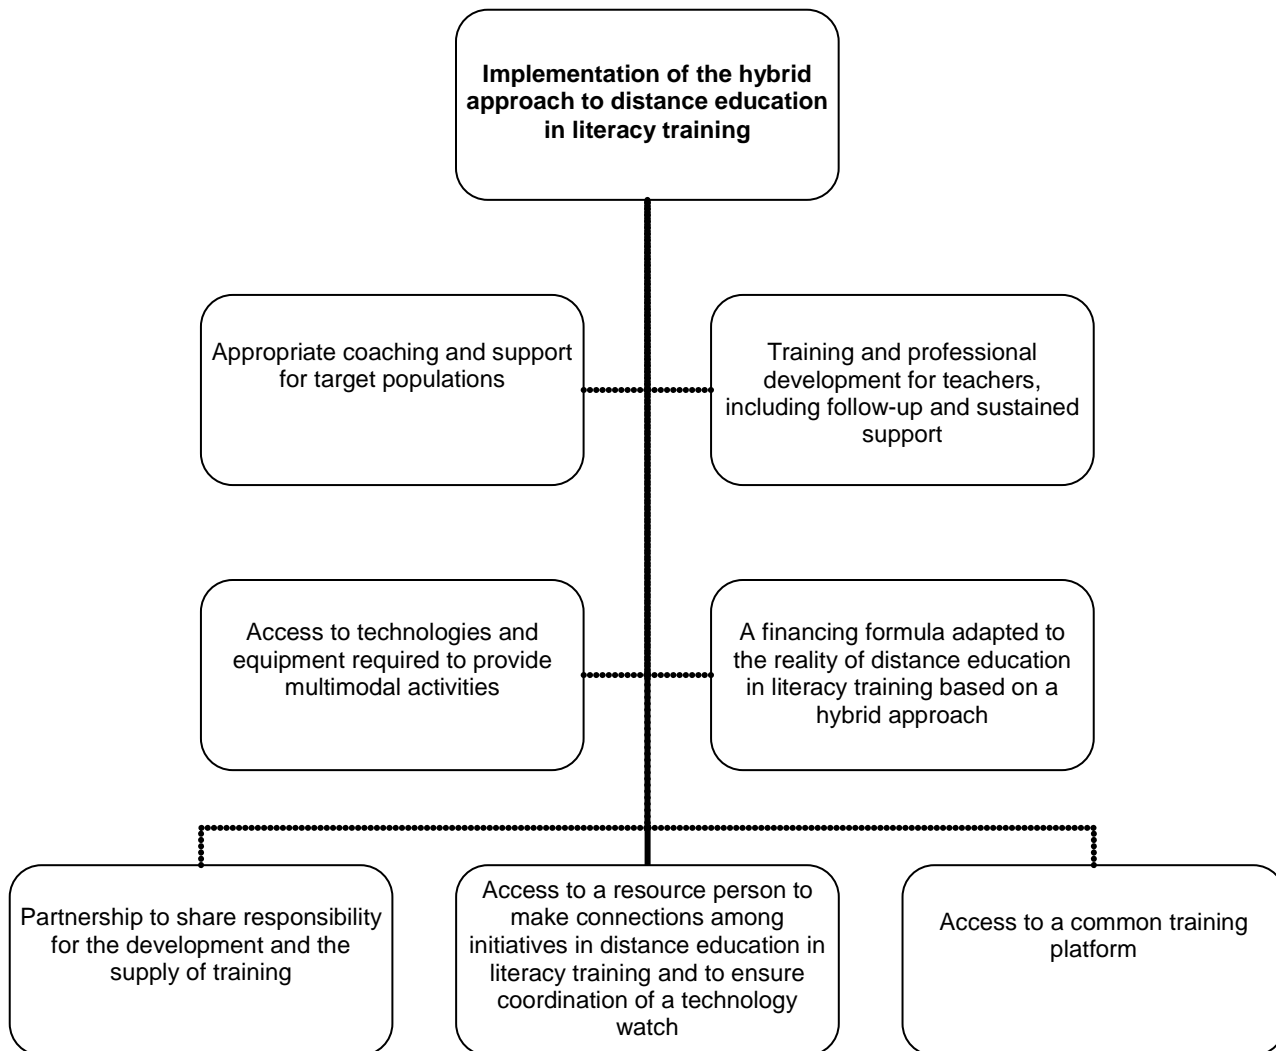 Implementation of the hybrid
approach to distance education
in literacy training
Appropriate coaching and support
for target populations
Training and professional
development for teachers,
including follow-up and sustained
support
Access to technologies and
equipment required to provide
multimodal activities
A financing formula adapted to
the reality of distance education
in literacy training based on a
hybrid approach
Partnership to share responsibility
for the development and the
supply of training
Access to a resource person to
make connections among
initiatives in distance education in
literacy training and to ensure
coordination of a technology
watch
Access to a common training
platform